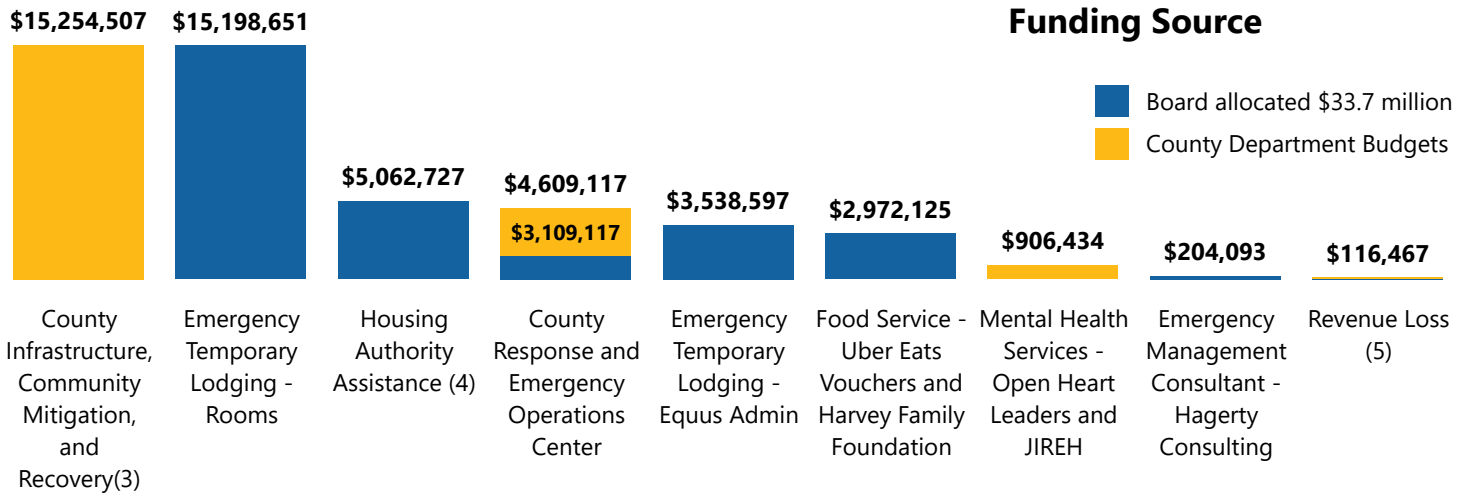 Funding Source
Board allocated $33.7 million
County Department Budgets
$15,254,507
County
Infrastructure,
Community
Mitigation,
and
Recovery(3)
$15,198,651
Emergency
Temporary
Lodging -
Rooms
$5,062,727
Housing
Authority
Assistance (4)
$4,609,117
$3,109,117
County
Response and
Emergency
Operations
Center
$3,538,597
Emergency
Temporary
Lodging -
Equus Admin
$2,972,125
Food Service -
Uber Eats
Vouchers and
Harvey Family
Foundation
$906,434
Mental Health
Services -
Open Heart
Leaders and
JIREH
$204,093
Emergency
Management
Consultant -
Hagerty
Consulting
$116,467
Revenue Loss
(5)